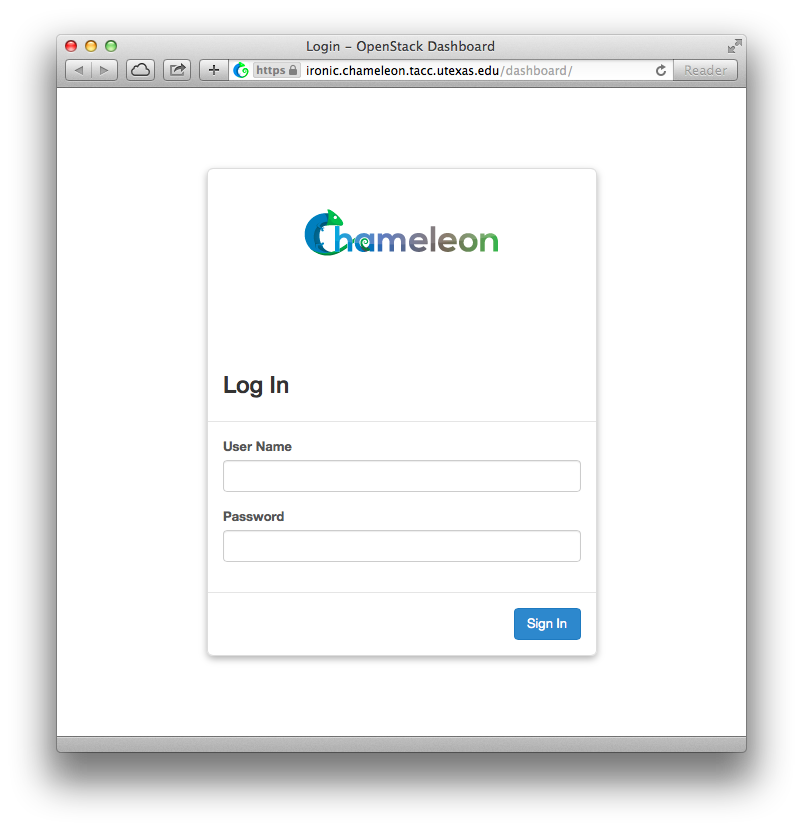 Login – OpenStack Dashboard
https ironic.chameleon.tacc.utexas.edu/dashboard/ Reader
Chameleon
Log In
User Name
Password
Sign In